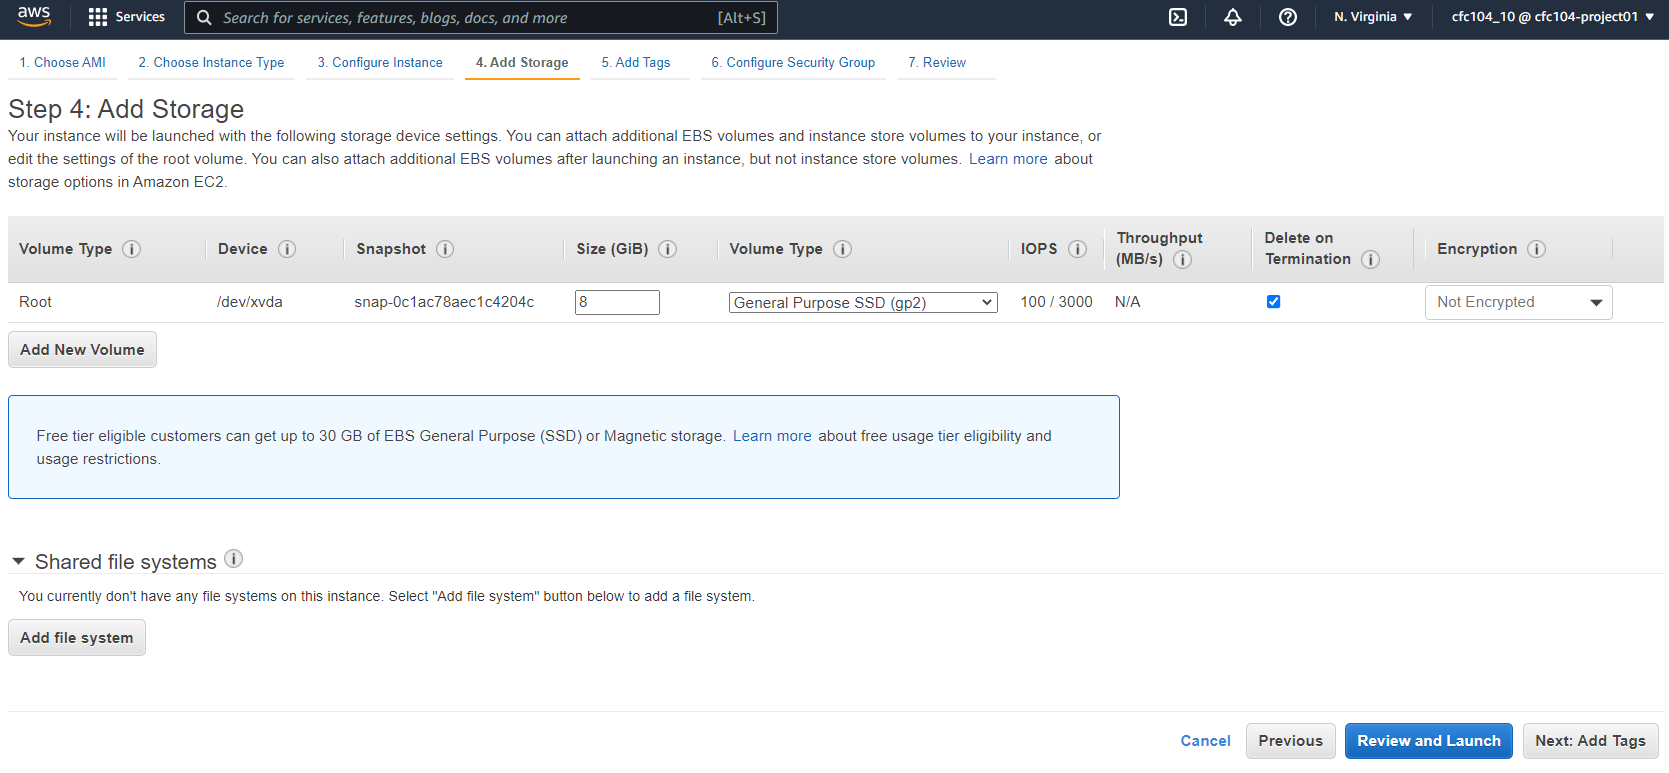 aws
Services
Search for services, features, blogs, docs, and more [Alt+S]
N. Virginia
cfc104_10 @ cfc104-project01
1. Choose AMI 2. Choose Instance Type 3. Configure Instance 4. Add Storage 5. Add Tags 6. Configure Security Group 7. Review
Step 4: Add Storage
Your instance will be launched with the following storage device settings. You can attach additional EBS volumes and instance store volumes to your instance, or
edit the settings of the root volume. You can also attach additional EBS volumes after launching an instance, but not instance store volumes. Learn more about
storage options in Amazon EC2.
Volume Type Device Snapshot Size (GiB) Volume Type IOPS Throughput (MB/s) Delete on Termination Encryption
Root /dev/xvda snap-0c1ac78aec1c4204c 8 General Purpose SSD (gp2) 100 / 3000 N/A Not Encrypted
Add New Volume
Free tier eligible customers can get up to 30 GB of EBS General Purpose (SSD) or Magnetic storage. Learn more about free usage tier eligibility and
usage restrictions.
Shared file systems
You currently don't have any file systems on this instance. Select "Add file system" button below to add a file system.
Add file system
Cancel Previous Review and Launch Next: Add Tags